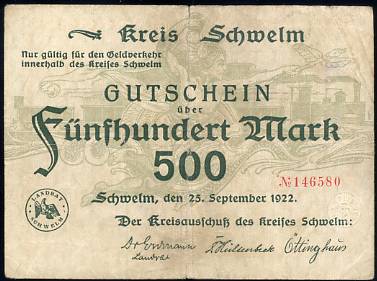 Kreis Schwelm
Nur gültig für den Geldverkehr
innerhalb des Kreises Schwelm
GUTSCHEIN
über
Fünfhundert Mark
500
№146580
Schwelm, den 25. September 1922.
LANDRAT
SCHWELM
Der Kreisausschuß des Kreises Schwelm:
Dr Erdmann
Landrat
Hüllenbeck
Öttinghaus